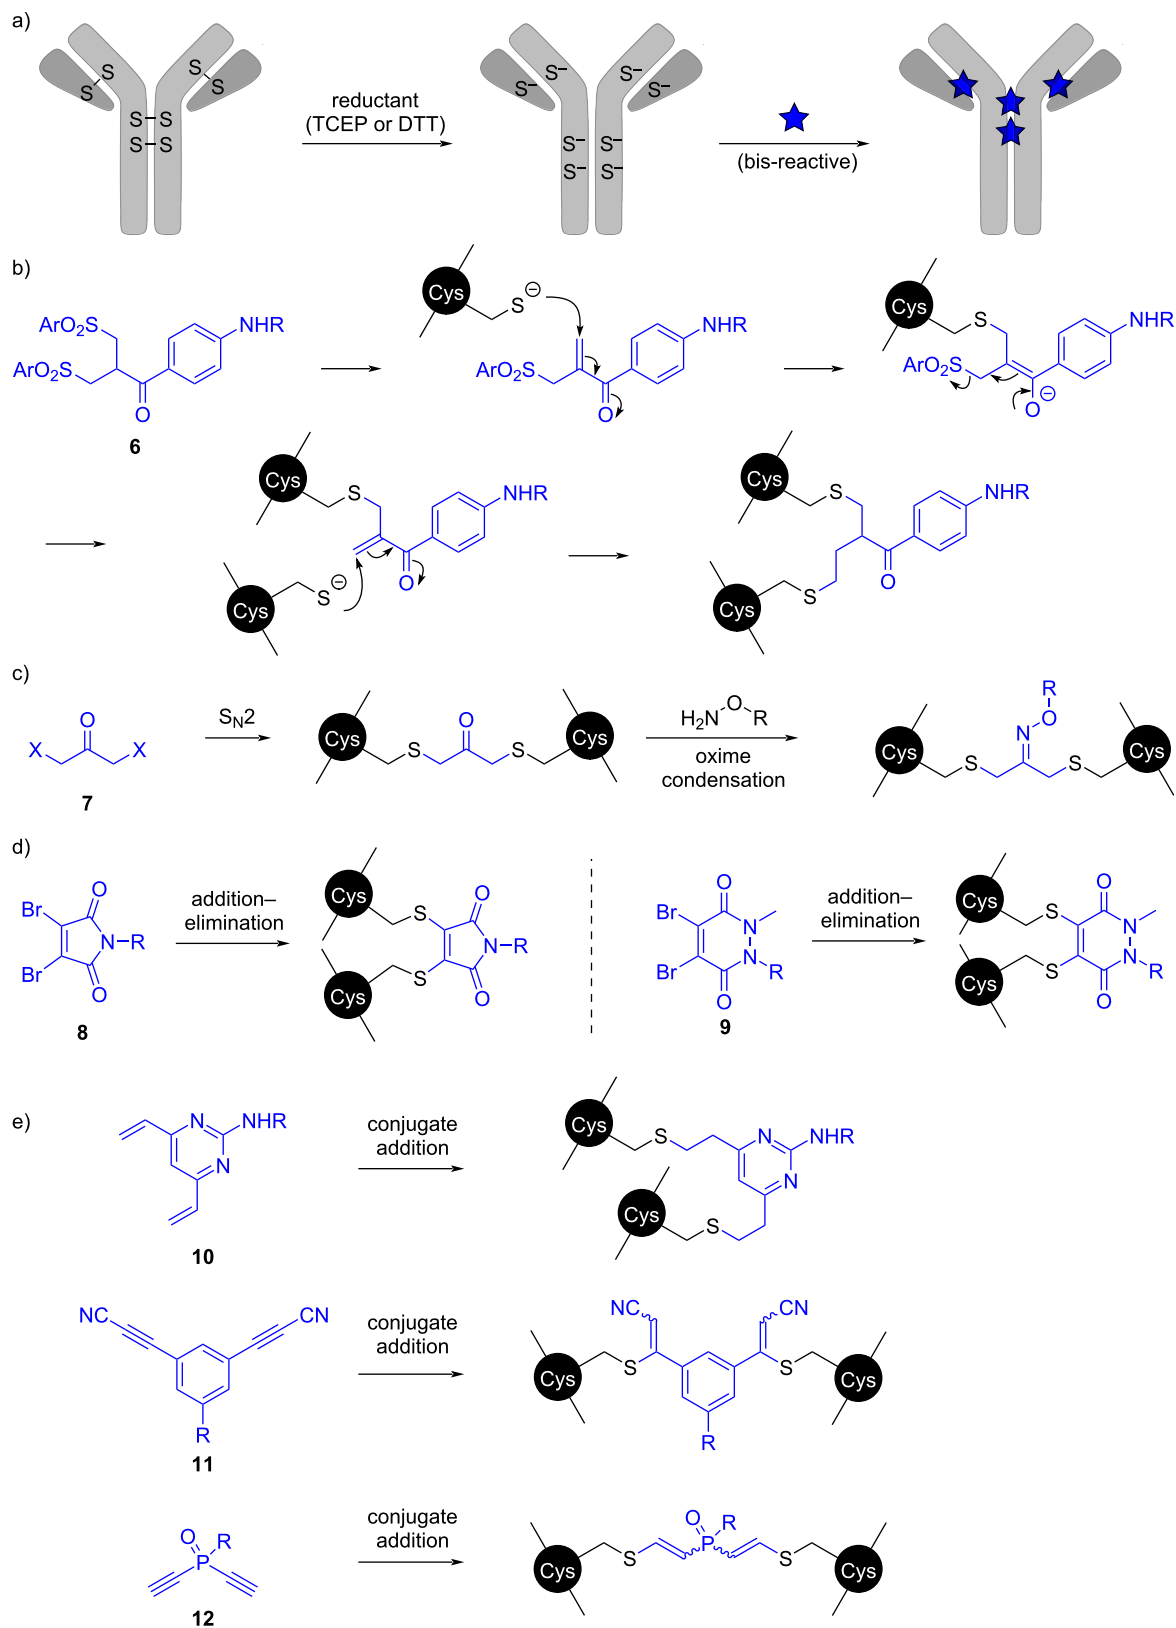 a)
S
S
S
S
S–S
S–S
reductant
(TCEP or DTT)
S–
S–
S–
S–
S–
S–
S–
S–
(bis-reactive)
b)
ArO2S
ArO2S
NHR
O
6
Cys
S
ArO2S
NHR
O
Cys
S
ArO2S
NHR
O
Cys
S
NHR
O
Cys
S
Cys
S
NHR
O
Cys
S
c)
X
O
X
7
SN2
Cys
S
O
S
Cys
H2N
O
R
oxime
condensation
Cys
S
N
O
R
S
Cys
d)
Br
Br
O
N–R
O
8
addition–
elimination
Cys
S
Cys
S
O
N–R
O
Br
Br
O
N
N
R
O
9
addition–
elimination
Cys
S
Cys
S
O
N
N
R
O
e)
N
NHR
N
10
conjugate
addition
Cys
S
N
NHR
N
Cys
S
NC
CN
R
11
conjugate
addition
NC
CN
Cys
S
S
Cys
R
O
R
P
12
conjugate
addition
O
R
P
Cys
S
S
Cys